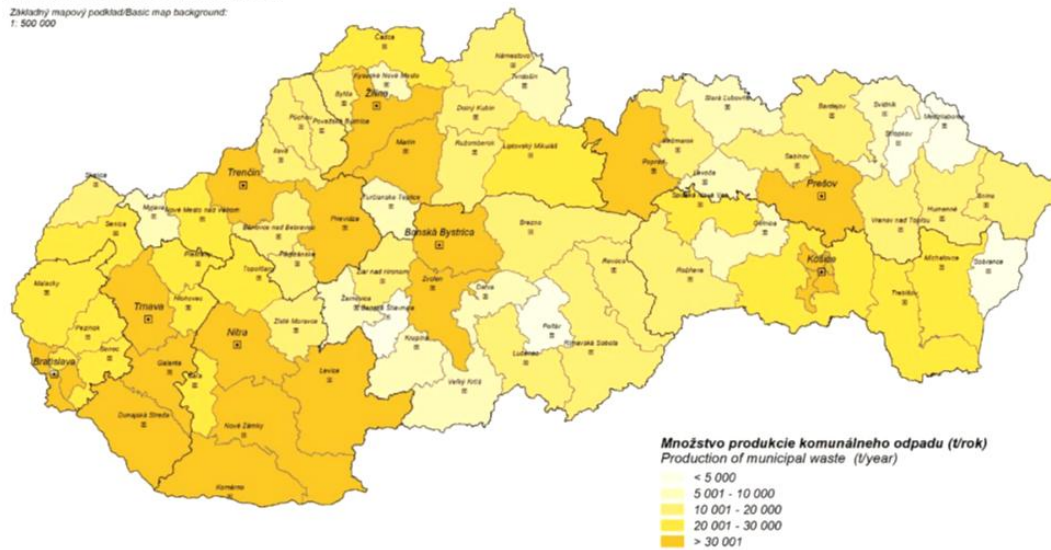 Základný mapový podklad/Basic map background:
1: 500 000
Čadca
Námestovo
Tvrdošín
Kysucké Nové Mesto
Bytča
Žilina
Dolný Kubín
Stará Ľubovňa
Bardejov
Svidník
Medzilaborce
Stropkov
Púchov
Považská Bystrica
Ilava
Martin
Ružomberok
Liptovský Mikuláš
Kežmarok
Poprad
Levoča
Sabinov
Prešov
Trenčín
Snina
Humenné
Vranov nad Topľou
Skalica
Myjava
Nové Mesto nad Váhom
Bánovce nad Bebravou
Prievidza
Turčianske Teplice
Spišská Nová Ves
Gelnica
Senica
Banská Bystrica
Brezno
Piešťany
Partizánske
Topoľčany
Žiar nad Hronom
Zvolen
Revúca
Rožňava
Košice
Michalovce
Sobrance
Malacky
Trnava
Hlohovec
Žarnovica
Banská Štiavnica
Detva
Trebišov
Pezinok
Zlaté Moravce
Nitra
Krupina
Poltár
Rimavská Sobota
Lučenec
Senec
Bratislava
Galanta
Šaľa
Levice
Veľký Krtíš
Dunajská Streda
Nové Zámky
Komárno
Množstvo produkcie komunálneho odpadu (t/rok)
Production of municipal waste (t/year)
< 5 000
5 001 - 10 000
10 001 - 20 000
20 001 - 30 000
> 30 001